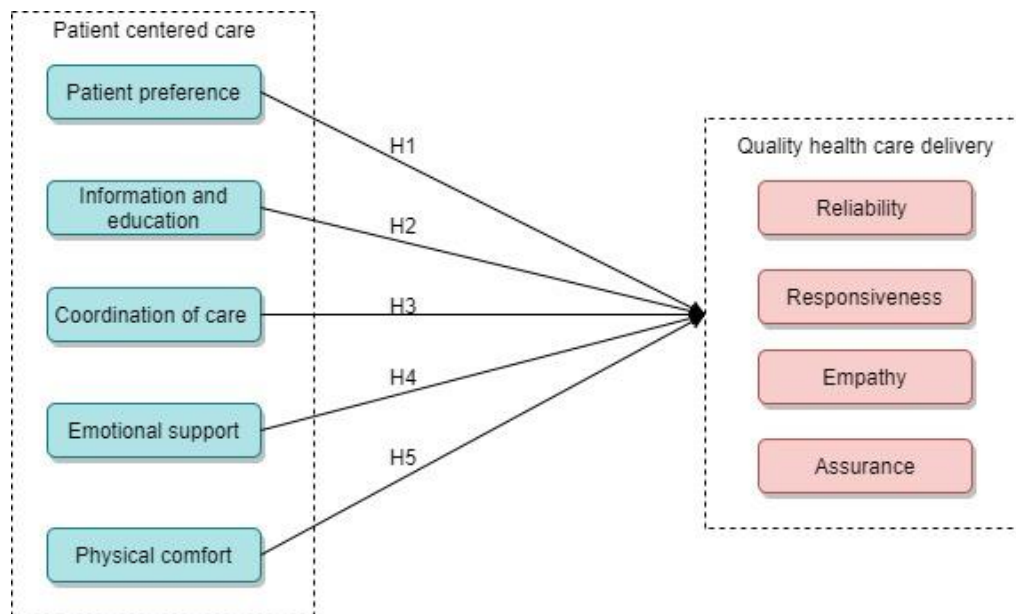 Patient centered care
Patient preference
Information and
education
Coordination of care
Emotional support
Physical comfort
H1
H2
H3
H4
H5
Quality health care delivery
Reliability
Responsiveness
Empathy
Assurance